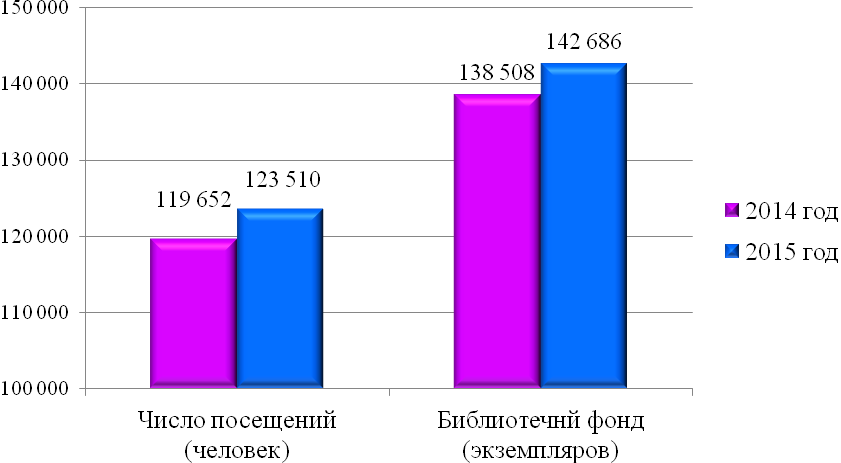 150 000
140 000
130 000
120 000
110 000
100 000
119 652
123 510
138 508
142 686
Число посещений
(человек)
Библиотечнй фонд
(экземпляров)
2014 год
2015 год